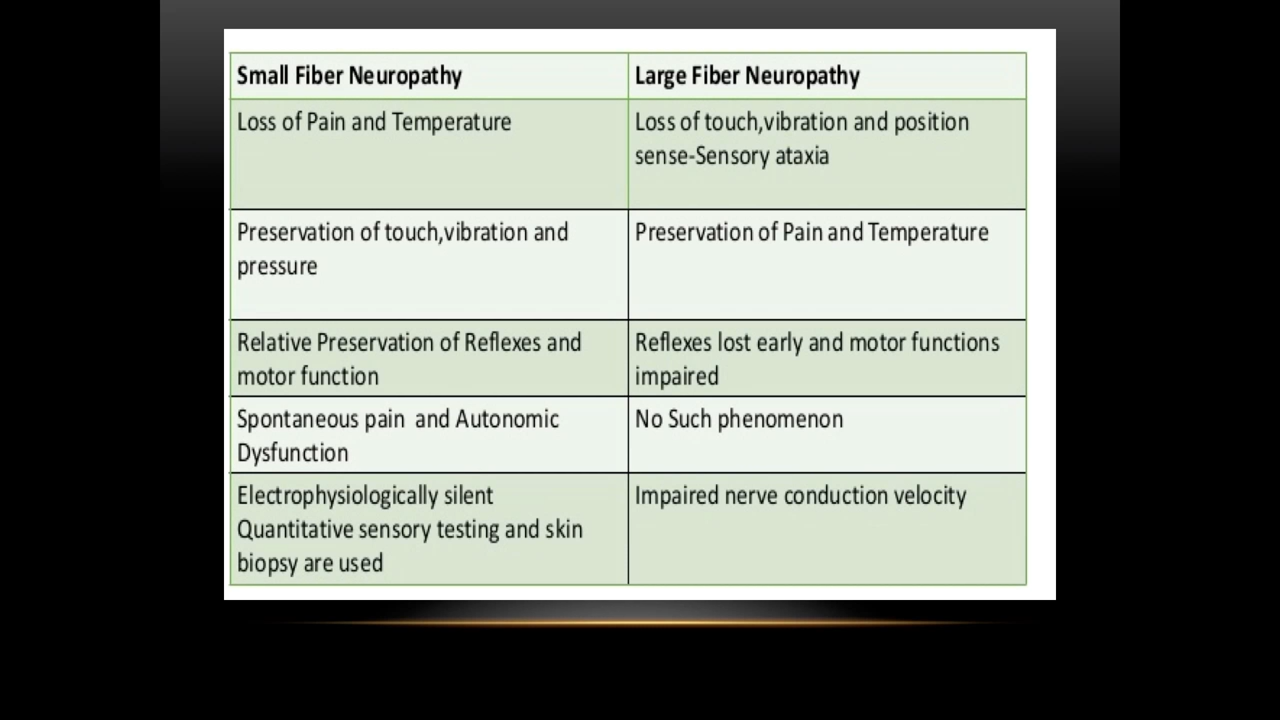 Small Fiber Neuropathy
Large Fiber Neuropathy
Loss of Pain and Temperature
Loss of touch,vibration and position
sense-Sensory ataxia
Preservation of touch,vibration and
pressure
Preservation of Pain and Temperature
Relative Preservation of Reflexes and
motor function
Reflexes lost early and motor functions
impaired
Spontaneous pain and Autonomic
Dysfunction
No Such phenomenon
Electrophysiologically silent
Quantitative sensory testing and skin
biopsy are used
Impaired nerve conduction velocity